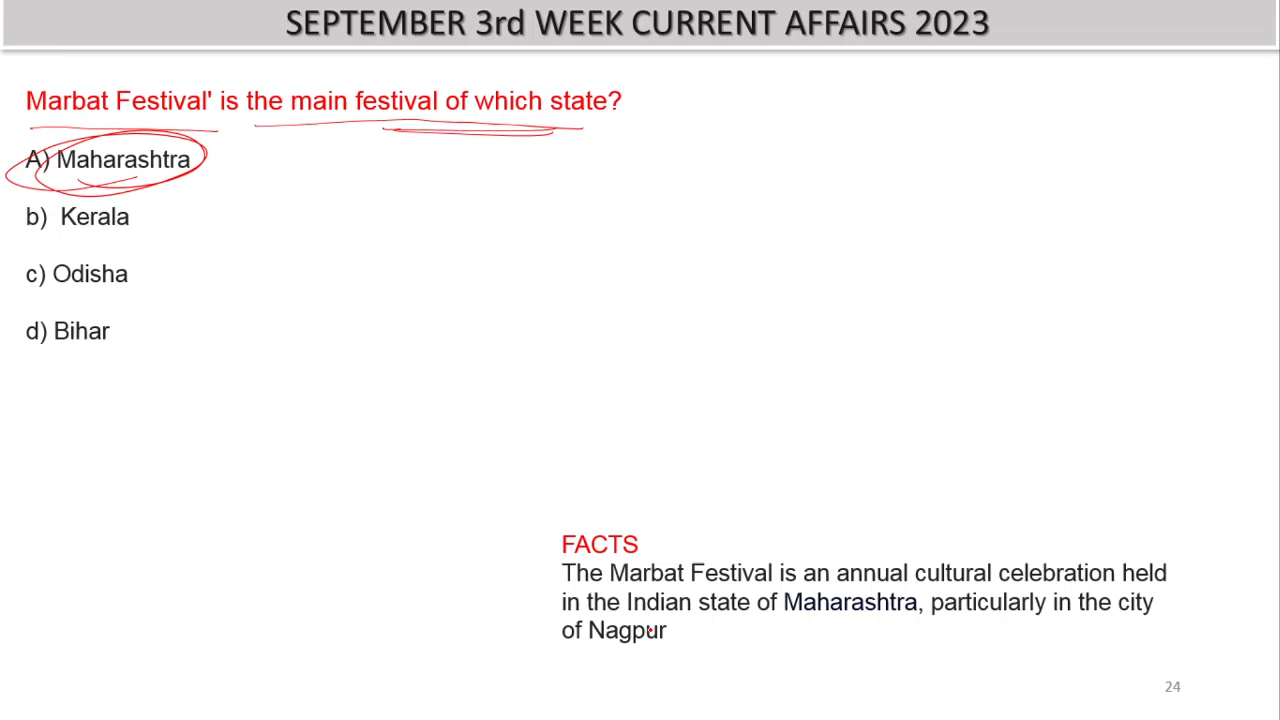 SEPTEMBER 3rd WEEK CURRENT AFFAIRS 2023
Marbat Festival' is the main festival of which state?
A) Maharashtra
b) Kerala
c) Odisha
d) Bihar
FACTS
The Marbat Festival is an annual cultural celebration held
in the Indian state of Maharashtra, particularly in the city
of Nagpur
24